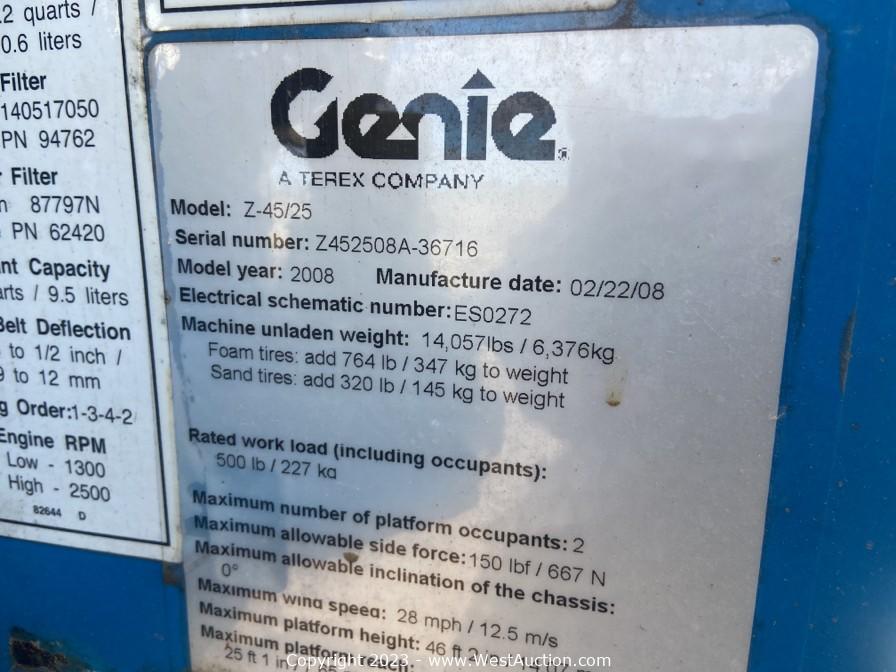 .2 quarts /
0.6 liters
Filter
140517050
PN 94762
Filter
87797N
PN 62420
nt Capacity
arts / 9.5 liters
Belt Deflection
to 1/2 inch /
9 to 12 mm
g Order:1-3-4-2
Engine RPM
Low - 1300
High - 2500
82644 D
Genie
A TEREX COMPANY
Model: Z-45/25
Serial number: Z452508A-36716
Model year: 2008 Manufacture date: 02/22/08
Electrical schematic number: ES0272
Machine unladen weight: 14,057lbs / 6,376kg
Foam tires: add 764 lb / 347 kg to weight
Sand tires: add 320 lb / 145 kg to weight
Rated work load (including occupants):
500 lb / 227 kg
Maximum number of platform occupants: 2
Maximum allowable side force: 150 lbf / 667 N
Maximum allowable inclination of the chassis:
0°
Maximum wind speed: 28 mph / 12.5 m/s
Maximum platform height: 46 ft
Maximum platform reach:
25 ft 1 in
Copyright 2023 - www.WestAuction.com